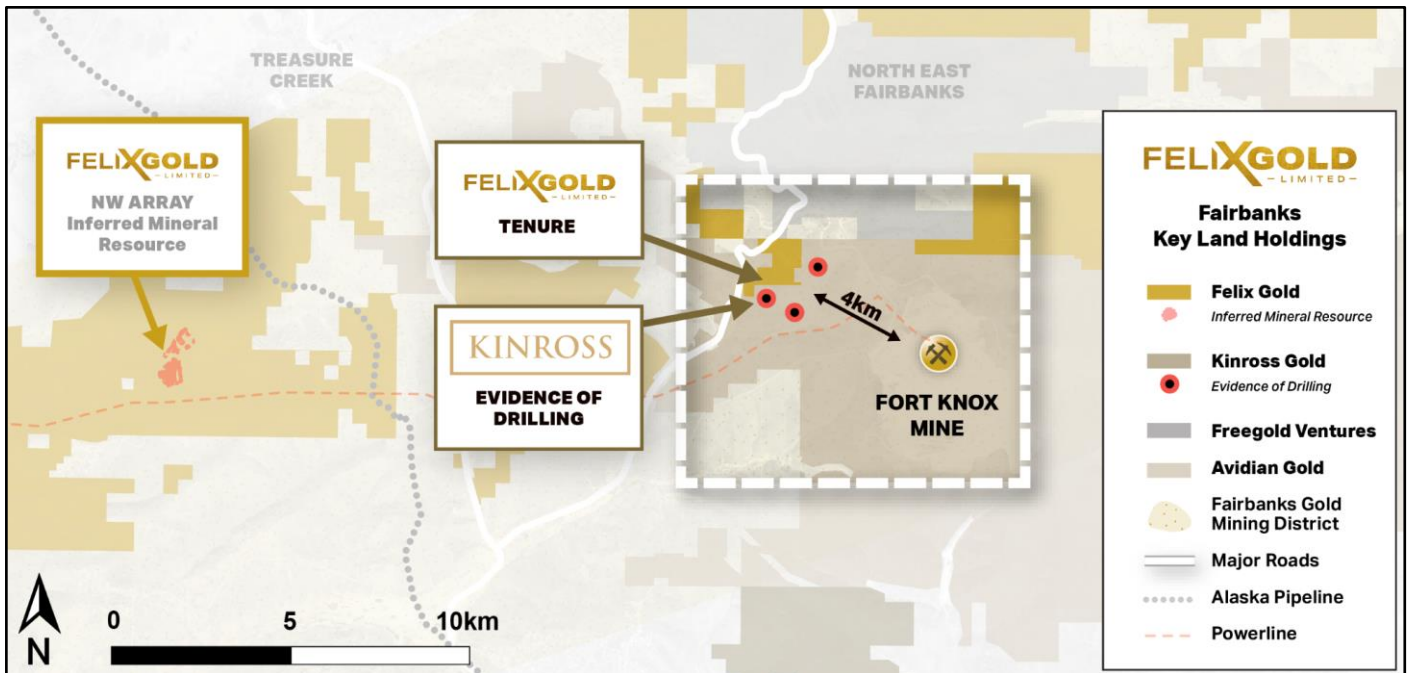 TREASURE
CREEK
NORTH EAST
FAIRBANKS
FELIXGOLD
-LIMITED-
NW ARRAY
Inferred Mineral
Resource
FELIXGOLD
-LIMITED-
TENURE
KINROSS
EVIDENCE OF
DRILLING
4km
FORT KNOX
MINE
0 5 10km
N
FELIXGOLD
-LIMITED-
Fairbanks
Key Land Holdings
Felix Gold
Inferred Mineral Resource
Kinross Gold
Evidence of Drilling
Freegold Ventures
Avidian Gold
Fairbanks Gold
Mining District
Major Roads
Alaska Pipeline
Powerline